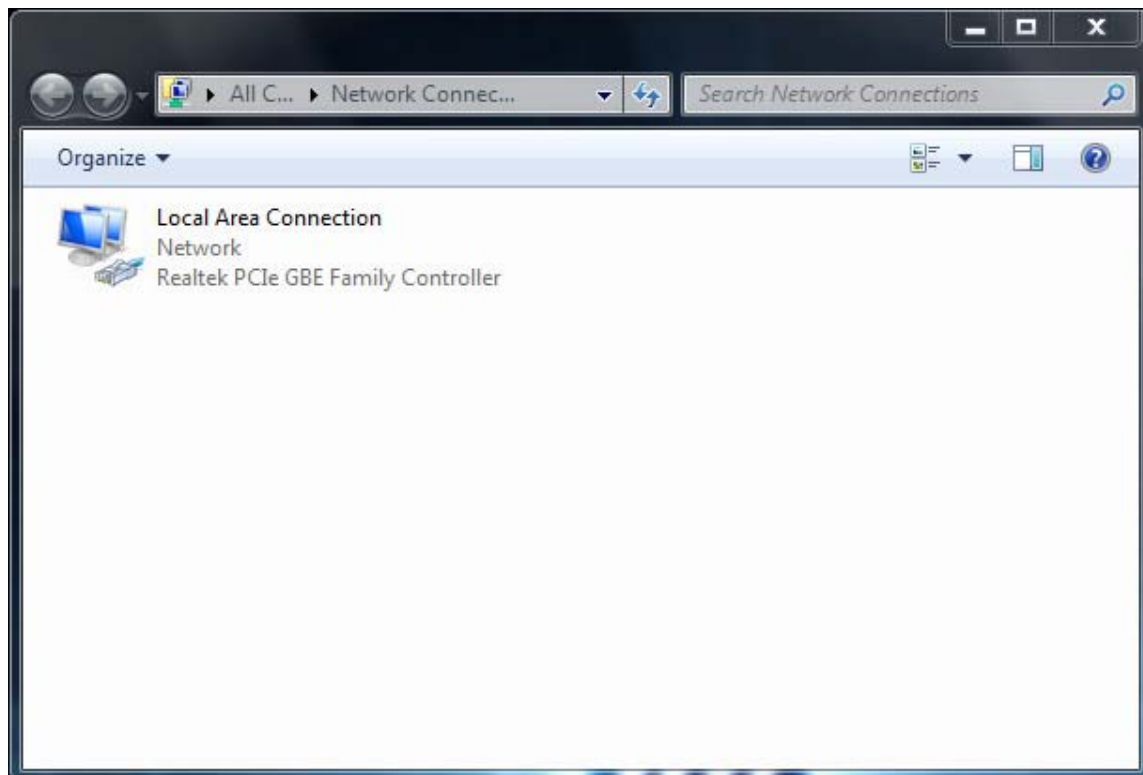 All C... Network Connec...
Search Network Connections
Organize
Local Area Connection
Network
Realtek PCIe GBE Family Controller